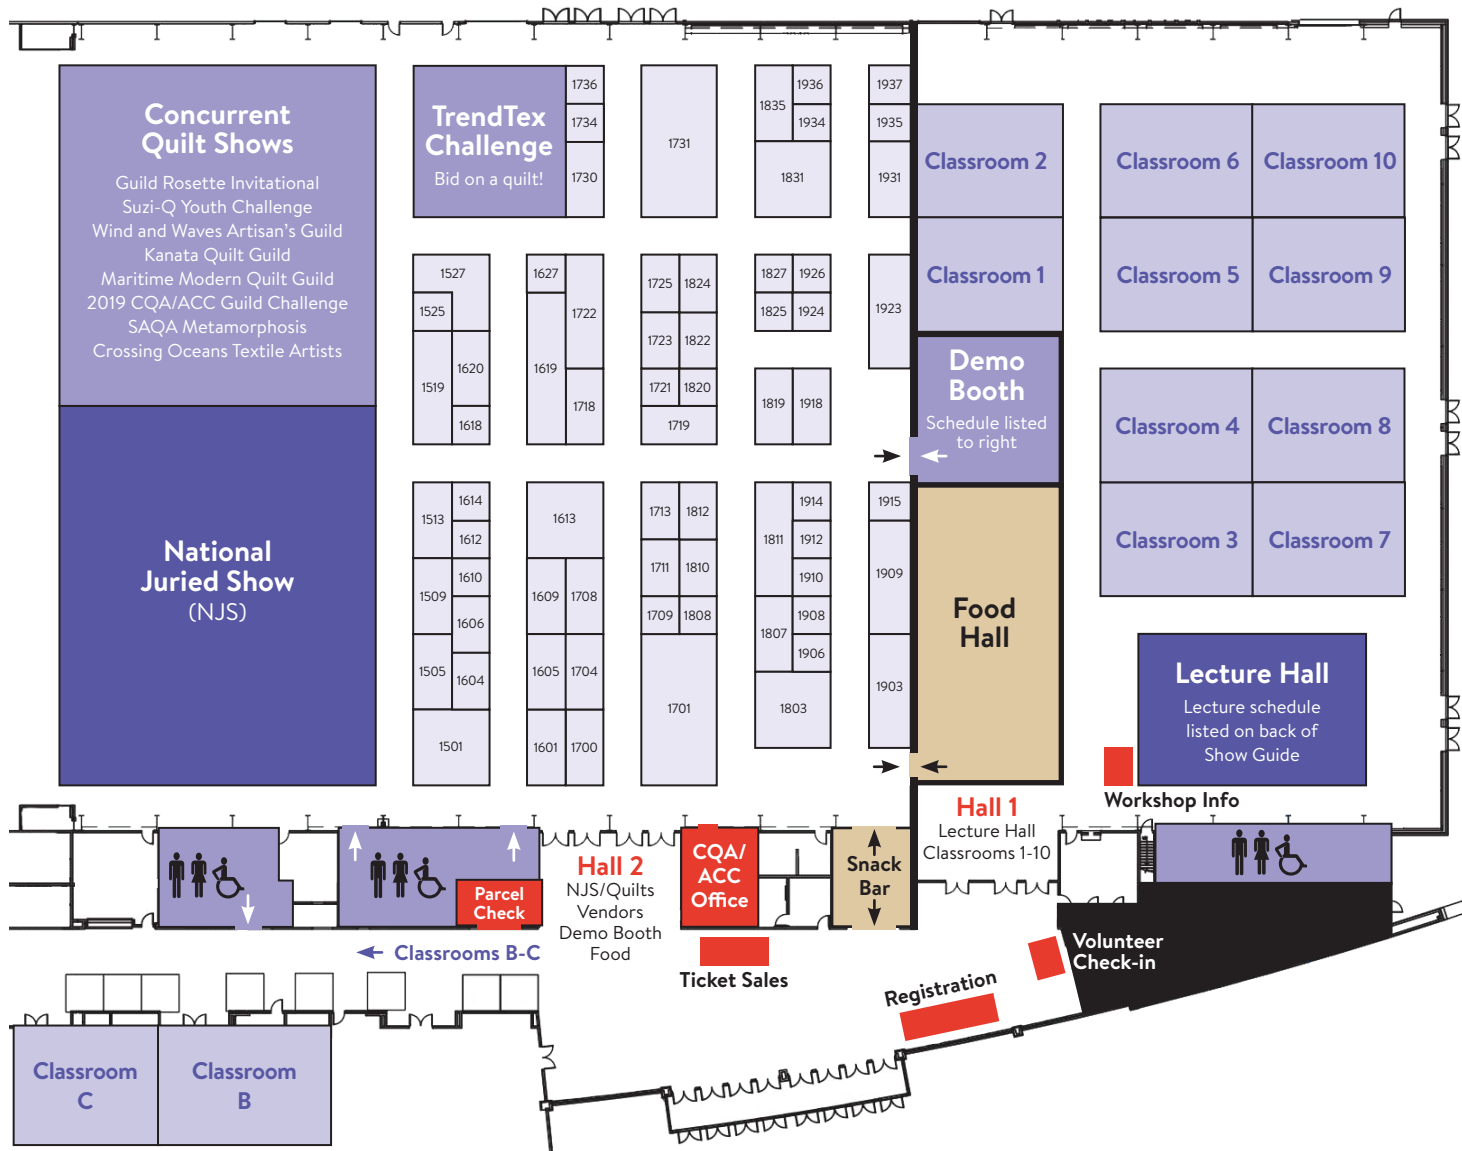 Concurrent
Quilt Shows
Guild Rosette Invitational
Suzi-Q Youth Challenge
Wind and Waves Artisan's Guild
Kanata Quilt Guild
Maritime Modern Quilt Guild
2019 CQA/ACC Guild Challenge
SAQA Metamorphosis
Crossing Oceans Textile Artists
National
Juried Show
(NJS)
TrendTex
Challenge
Bid on a quilt!
1736
1734
1730
1731
1835
1936
1934
1831
1937
1935
1931
1527
1525
1519
1620
1618
1627
1722
1619
1718
1725
1824
1723
1822
1721
1820
1719
1827
1926
1825
1924
1819
1918
1923
1513
1614
1612
1509
1610
1606
1505
1604
1501
1613
1609
1708
1605
1704
1601
1700
1713
1812
1711
1810
1709
1808
1701
1811
1914
1912
1910
1807
1908
1906
1803
1915
1909
1903
Classroom 2
Classroom 1
Demo
Booth
Schedule listed
to right
Food
Hall
Classroom 6
Classroom 10
Classroom 5
Classroom 9
Classroom 4
Classroom 8
Classroom 3
Classroom 7
Lecture Hall
Lecture schedule
listed on back of
Show Guide
Workshop Info
Hall 1
Lecture Hall
Classrooms 1-10
Snack
Bar
CQA/
ACC
Office
Hall 2
NJS/Quilts
Vendors
Demo Booth
Food
Parcel
Check
Classrooms B-C
Ticket Sales
Registration
Volunteer
Check-in
Classroom
C
Classroom
B